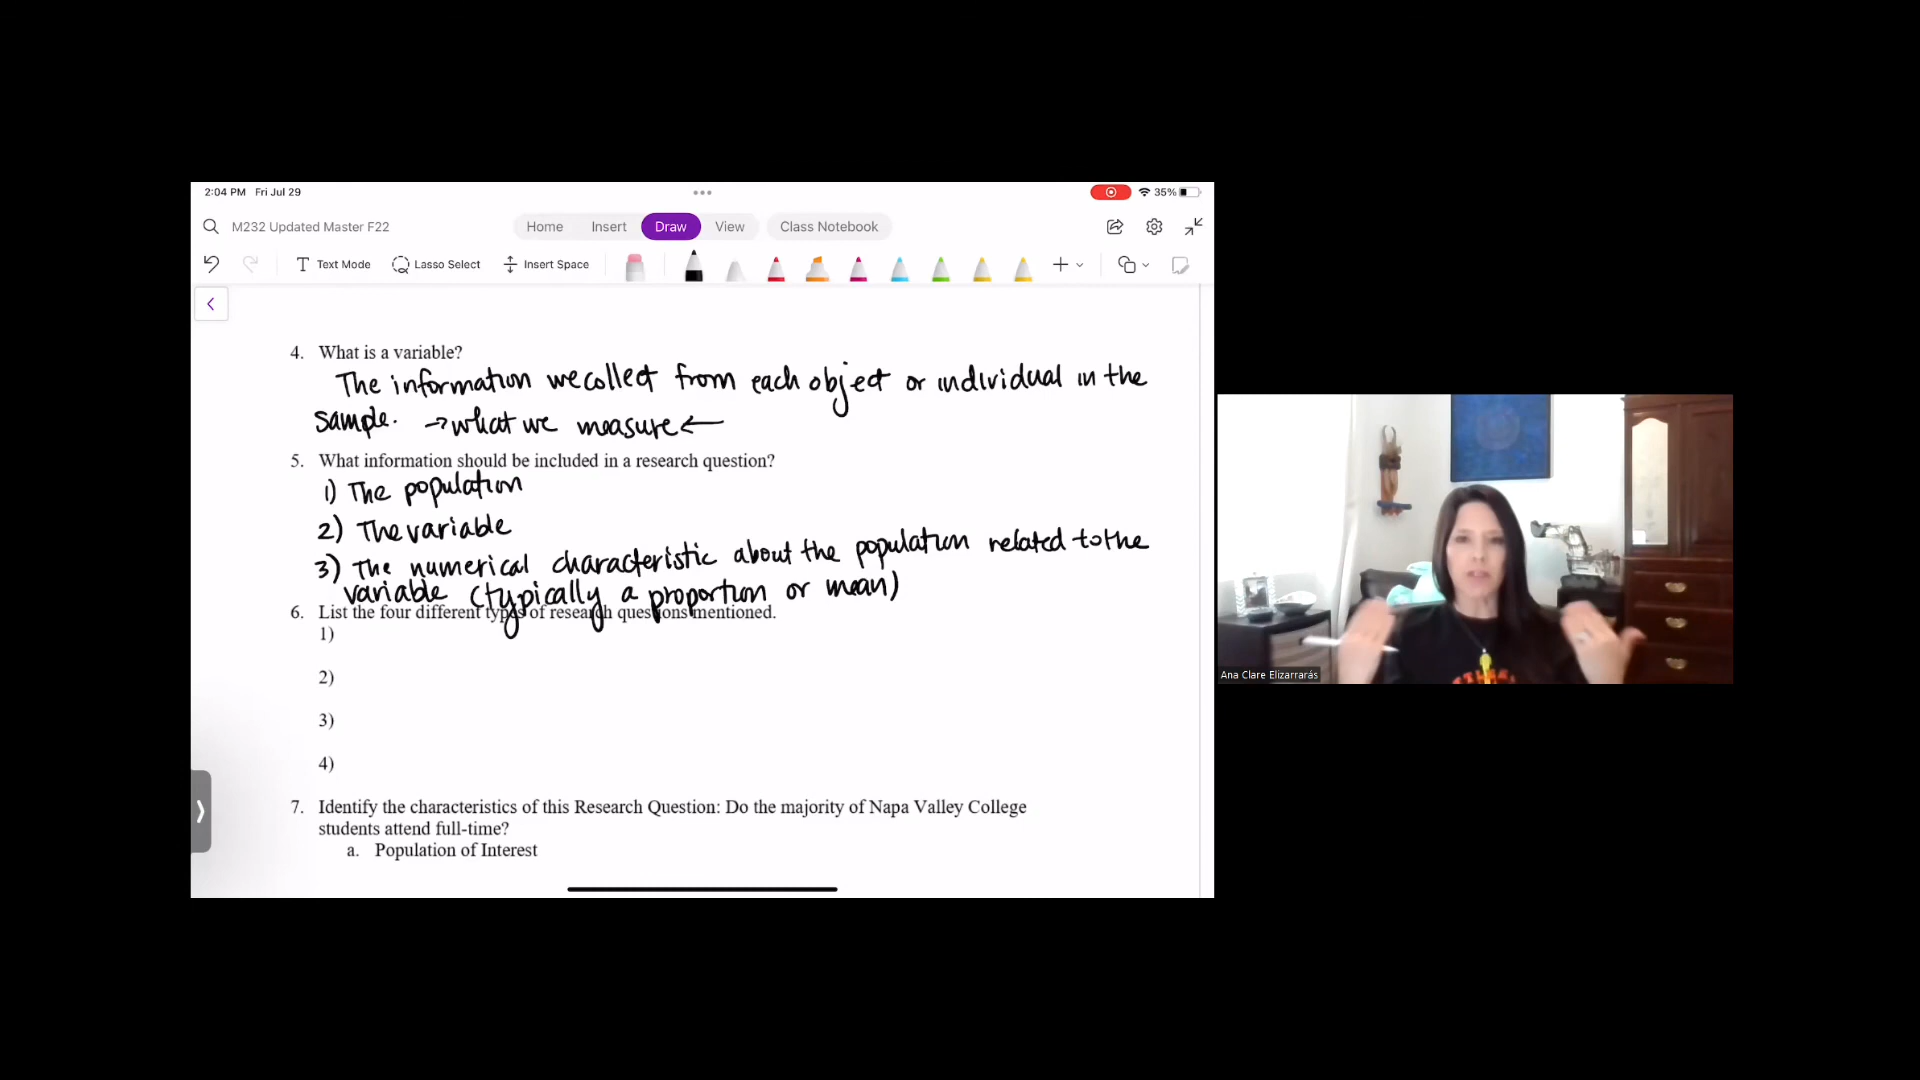 2:04 PM Fri Jul 29
35%
M232 Updated Master F22
Home Insert Draw View Class Notebook
Text Mode Lasso Select Insert Space
4. What is a variable?
The information we collect from each object or individual in the
sample. → what we measure ←
5. What information should be included in a research question?
1) The population
2) The variable
3) The numerical characteristic about the population related to the
variable (typically a proportion or mean)
6. List the four different types of research questions mentioned.
1)
2)
3)
4)
7. Identify the characteristics of this Research Question: Do the majority of Napa Valley College
students attend full-time?
a. Population of Interest
Ana Clare Elizarrarás